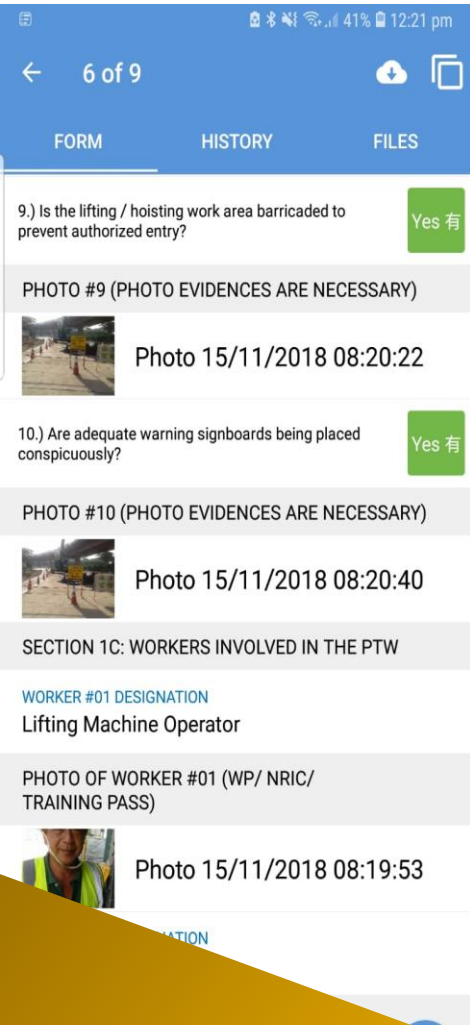 41% 12:21 pm
6 of 9
FORM HISTORY FILES
9.) Is the lifting / hoisting work area barricaded to
prevent authorized entry?
Yes 有
PHOTO #9 (PHOTO EVIDENCES ARE NECESSARY)
Photo 15/11/2018 08:20:22
10.) Are adequate warning signboards being placed
conspicuously?
Yes 有
PHOTO #10 (PHOTO EVIDENCES ARE NECESSARY)
Photo 15/11/2018 08:20:40
SECTION 1C: WORKERS INVOLVED IN THE PTW
WORKER #01 DESIGNATION
Lifting Machine Operator
PHOTO OF WORKER #01 (WP/ NRIC/
TRAINING PASS)
Photo 15/11/2018 08:19:53